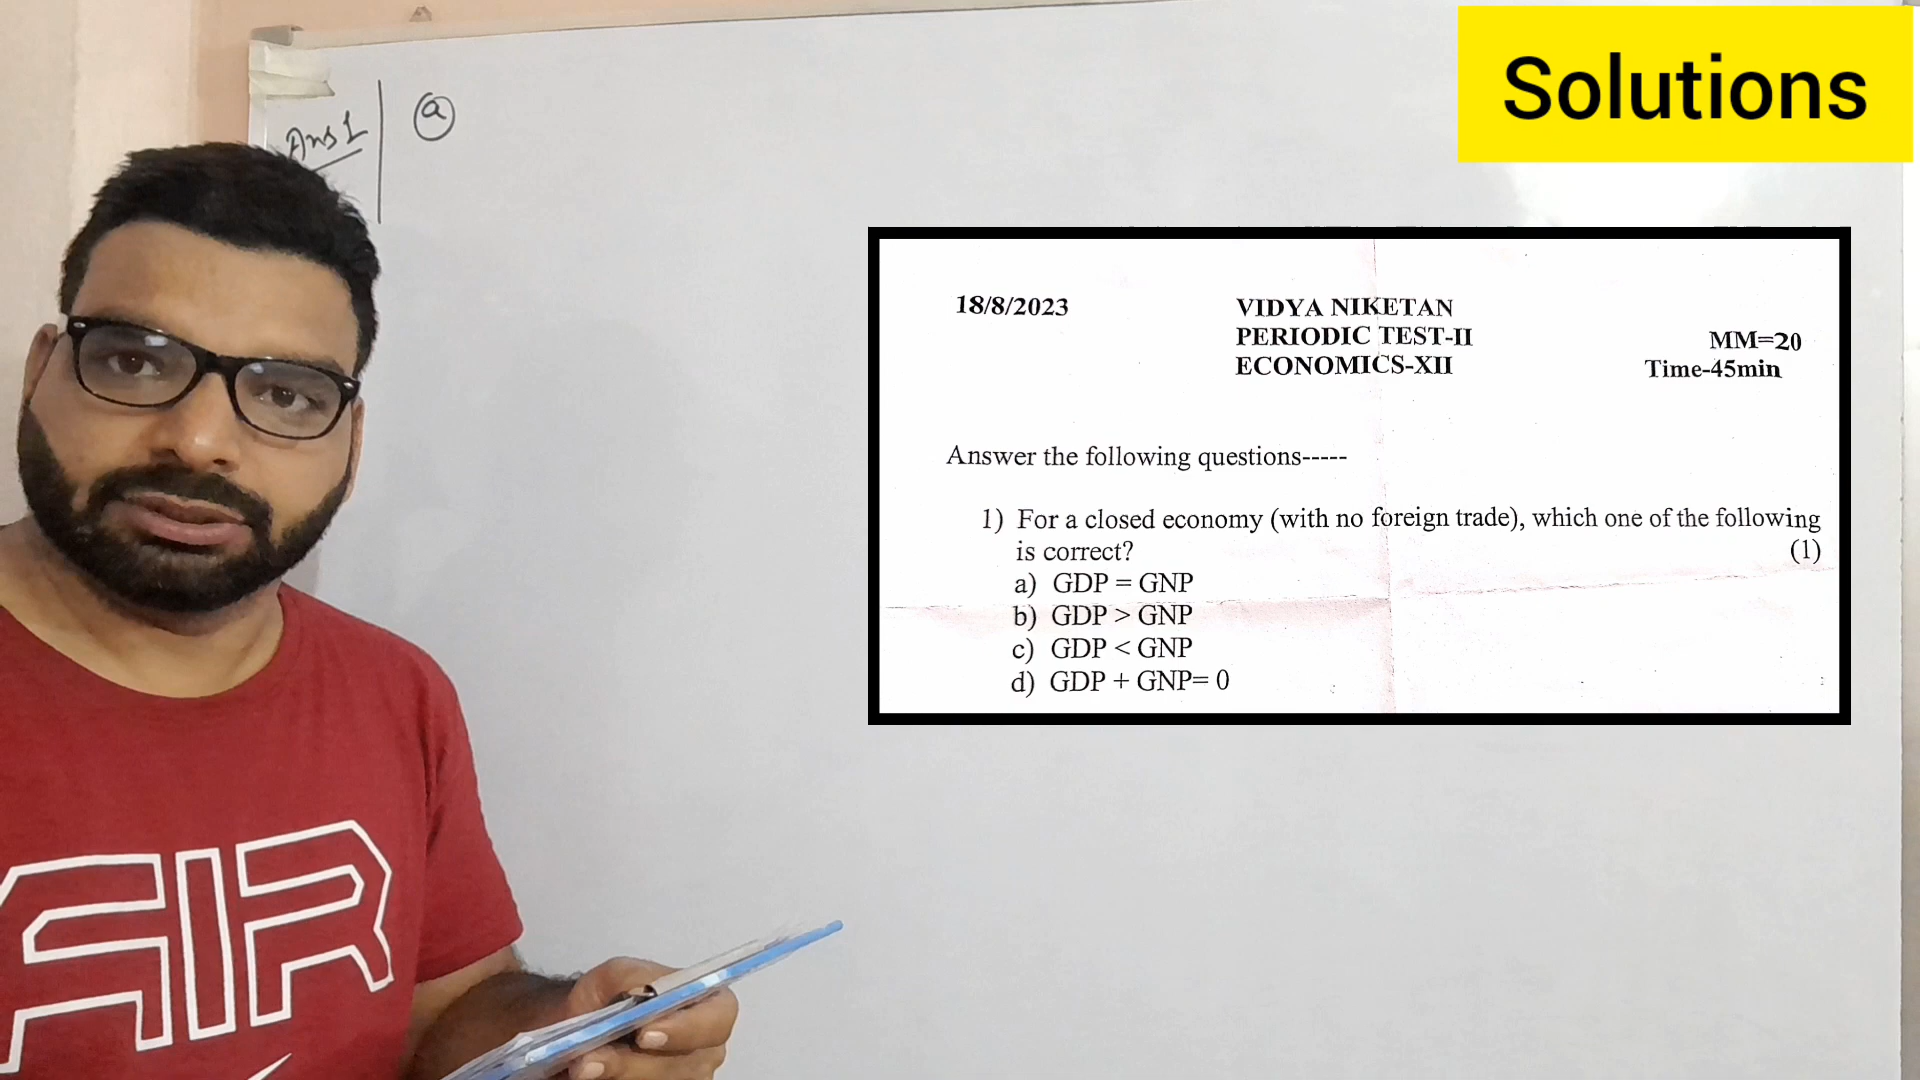 Solutions
Ans 1
a
18/8/2023
VIDYA NIKETAN
PERIODIC TEST-II
ECONOMICS-XII
MM=20
Time-45min
Answer the following questions-----
1) For a closed economy (with no foreign trade), which one of the following
is correct? (1)
a) GDP = GNP
b) GDP > GNP
c) GDP < GNP
d) GDP + GNP= 0
AIR